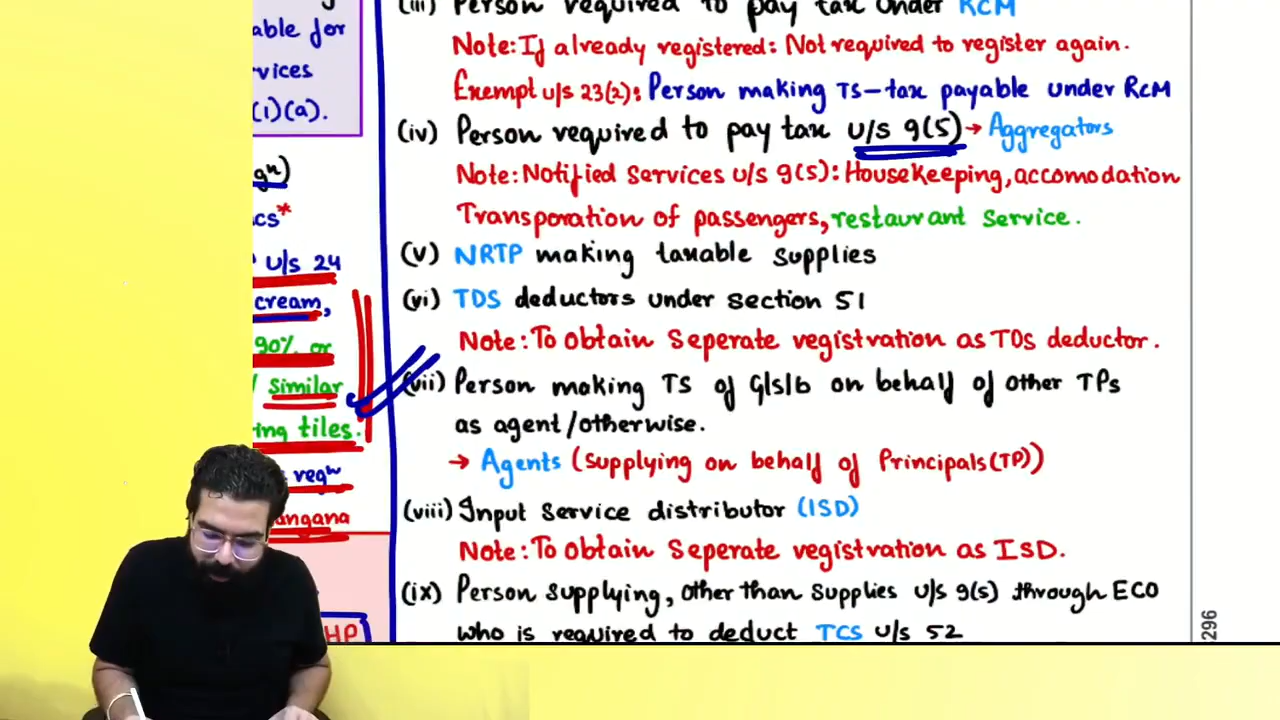 able for
rvices
(1)(a).
gⁿ)
ics*
U/s 24
cream,
90% or
/ similar
ing tiles.
regⁿ
angana
HP
(iii) Person required to pay tax under RCM
Note: If already registered: Not required to register again.
Exempt u/s 23(2): Person making TS-tax payable under RCM
(iv) Person required to pay tax u/s 9(5) → Aggregators
Note: Notified Services u/s 9(5): Housekeeping, accomodation
Transporation of passengers, restaurant service.
(v) NRTP making taxable supplies
(vi) TDS deductors under section 51
Note: To Obtain Seperate registration as TDS deductor.
(vii) Person making TS of G/S/b on behalf of other TPs
as agent/otherwise.
→ Agents (supplying on behalf of Principals(TP))
(viii) Input Service distributor (ISD)
Note: To Obtain Seperate registration as ISD.
(ix) Person supplying, other than supplies u/s 9(5) through ECO
who is required to deduct TCS u/s 52
296